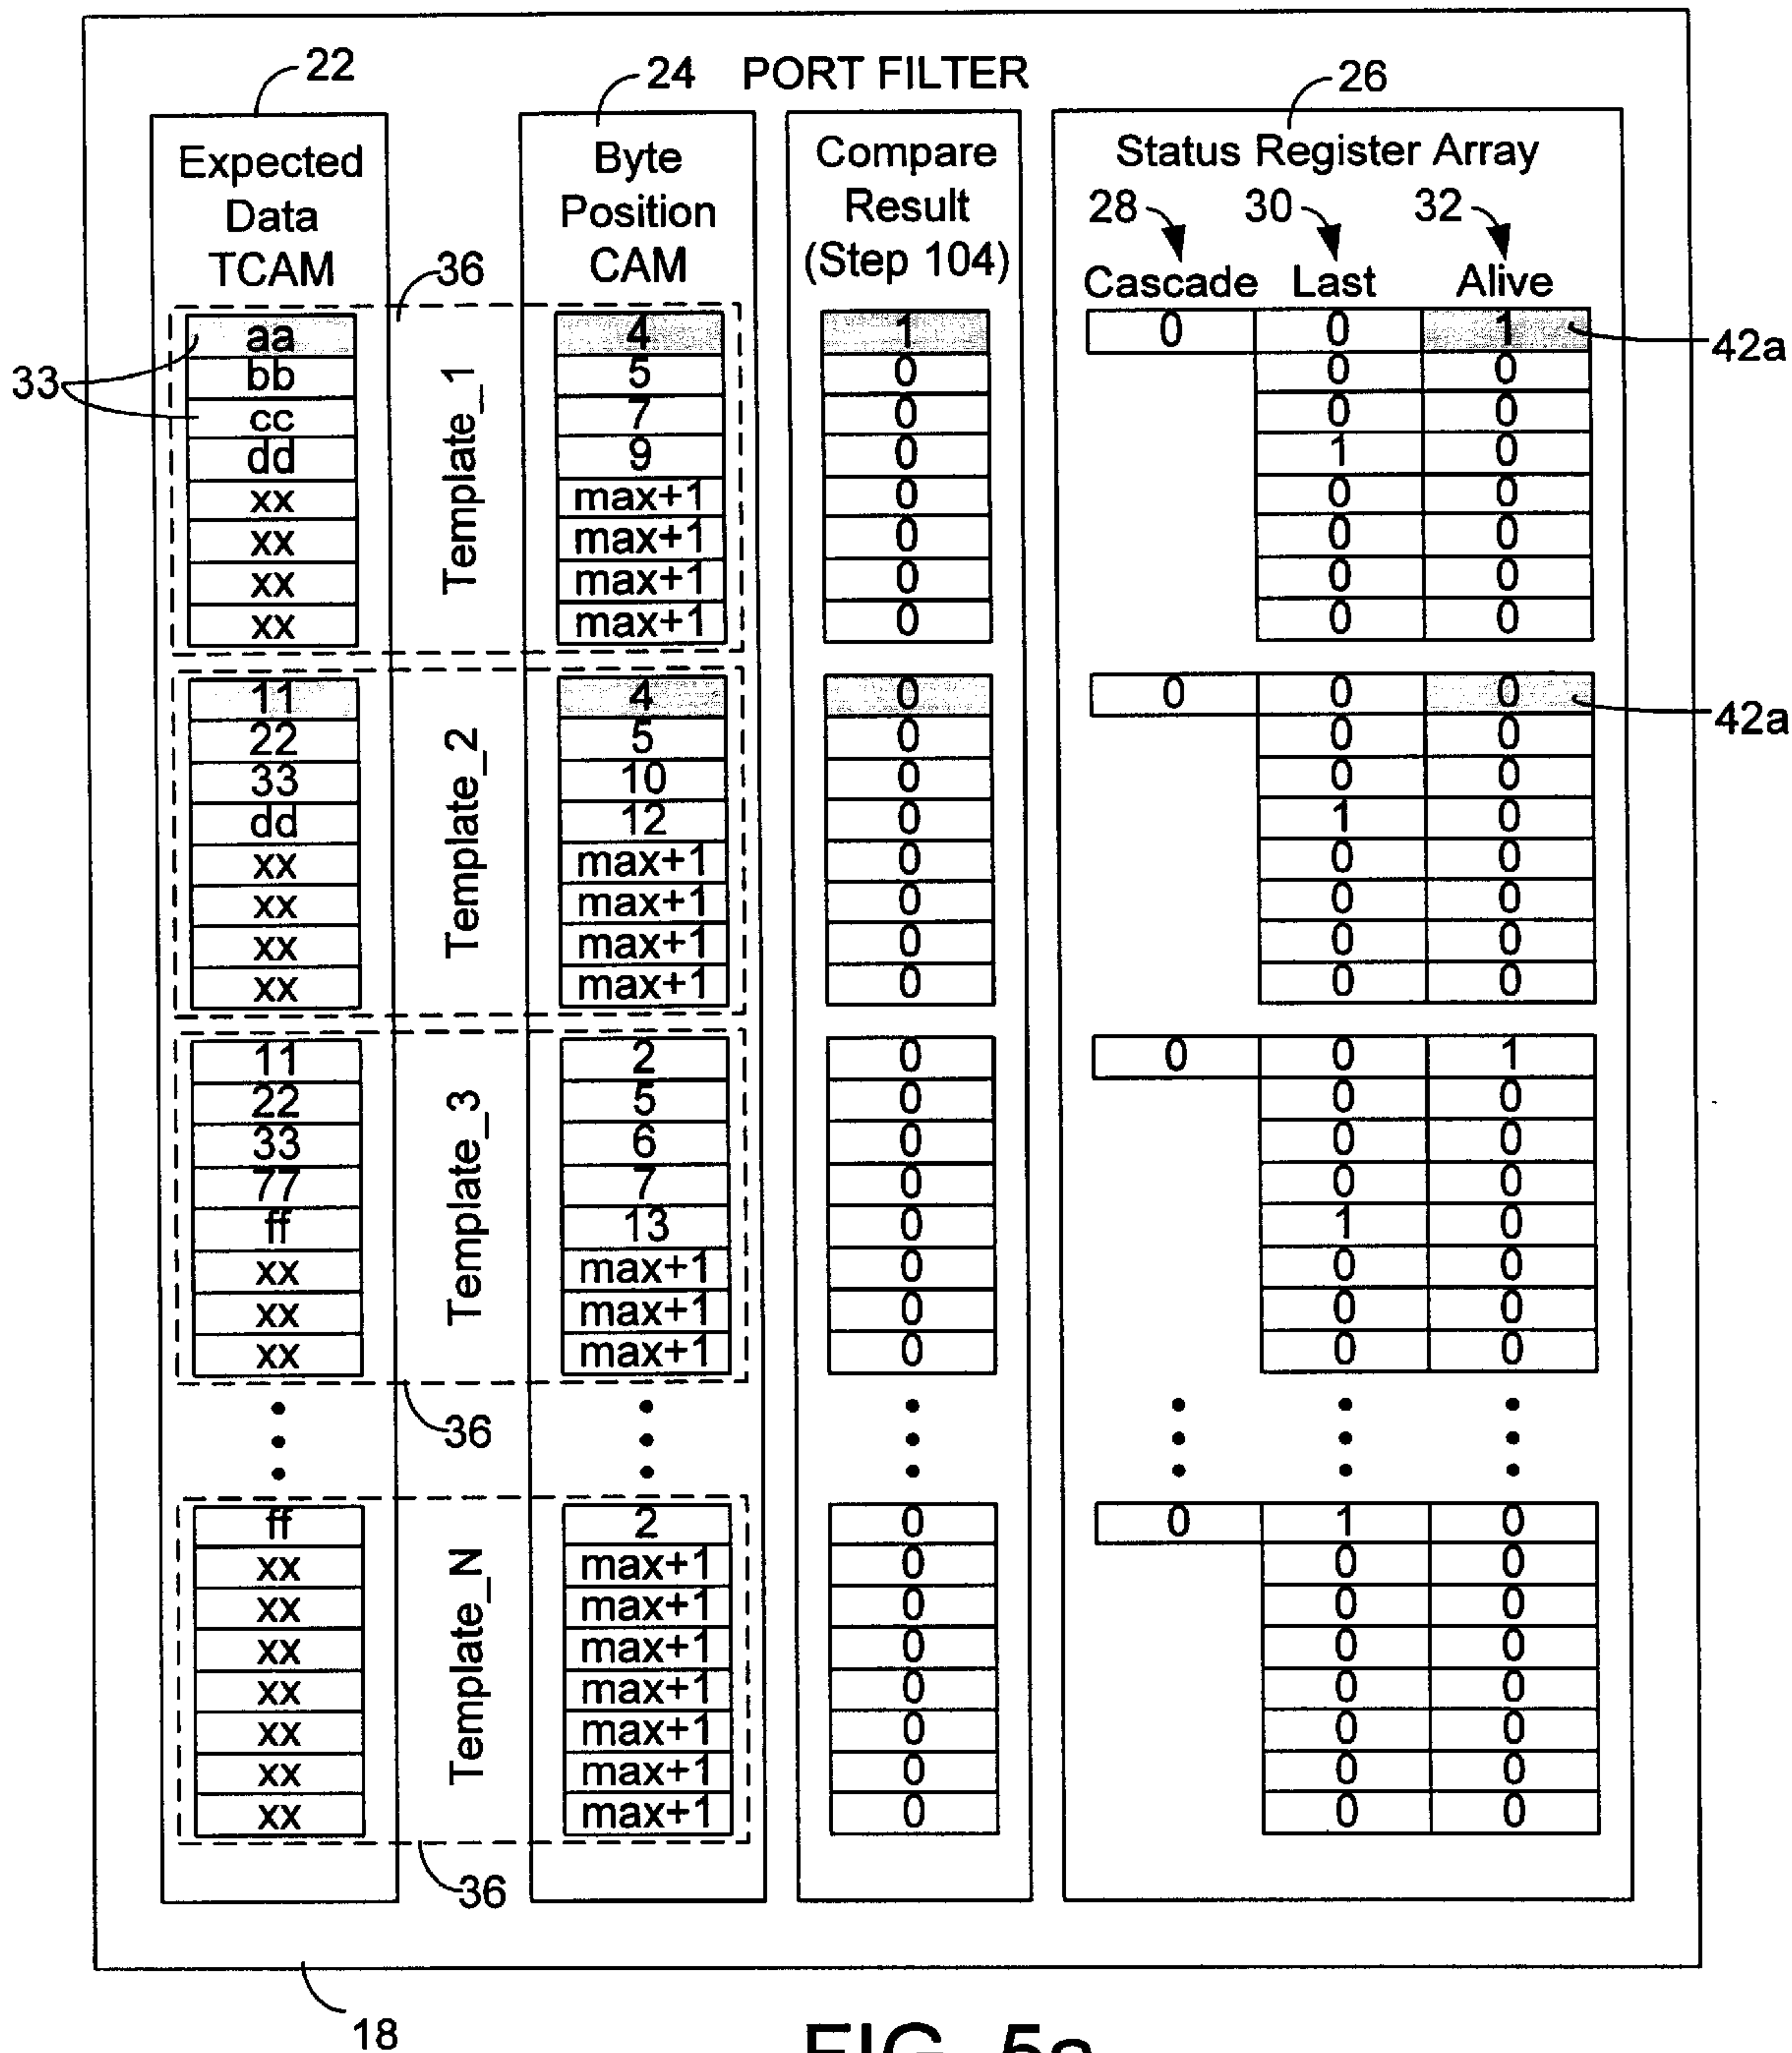 PORT FILTER
22
24
26
Expected
Data
TCAM
Byte
Position
CAM
Compare
Result
(Step 104)
Status Register Array
28 30 32
Cascade Last Alive
36
33
42a
Template_1
aa 4 1 0 0 1
bb 5 0 0 0
cc 7 0 0 0
dd 9 0 1 0
xx max+1 0 0 0
xx max+1 0 0 0
xx max+1 0 0 0
xx max+1 0 0 0
42a
Template_2
11 4 0 0 0 0
22 5 0 0 0
33 10 0 0 0
dd 12 0 1 0
xx max+1 0 0 0
xx max+1 0 0 0
xx max+1 0 0 0
xx max+1 0 0 0
Template_3
11 2 0 0 0 1
22 5 0 0 0
33 6 0 0 0
77 7 0 0 0
ff 13 0 1 0
xx max+1 0 0 0
xx max+1 0 0 0
xx max+1 0 0 0
36
Template_N
ff 2 0 0 1 0
xx max+1 0 0 0
xx max+1 0 0 0
xx max+1 0 0 0
xx max+1 0 0 0
xx max+1 0 0 0
xx max+1 0 0 0
xx max+1 0 0 0
36
18
FIG. 5a